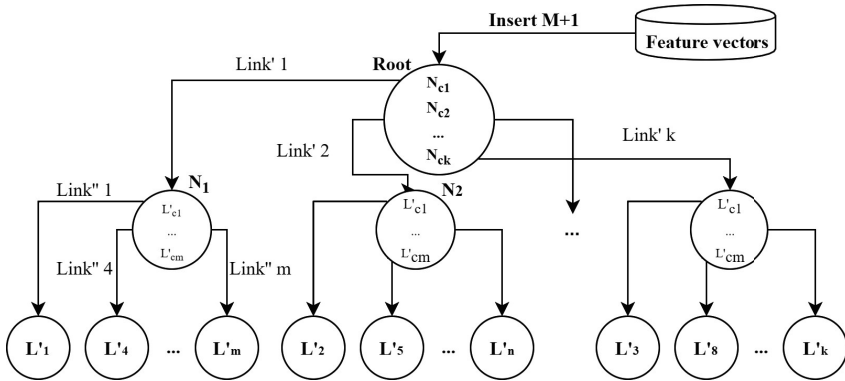 Insert M+1
Feature vectors
Root
Link' 1
N_c1
N_c2
...
N_ck
Link' 2
Link' k
Link'' 1
N_1
N2
L'_c1
...
L'_cm
L'_c1
...
L'_cm
...
L'_c1
...
L'_cm
Link'' 4
Link'' m
L'_1
L'_4
...
L'_m
L'_2
L'_5
...
L'_n
L'_3
L'_8
...
L'_k